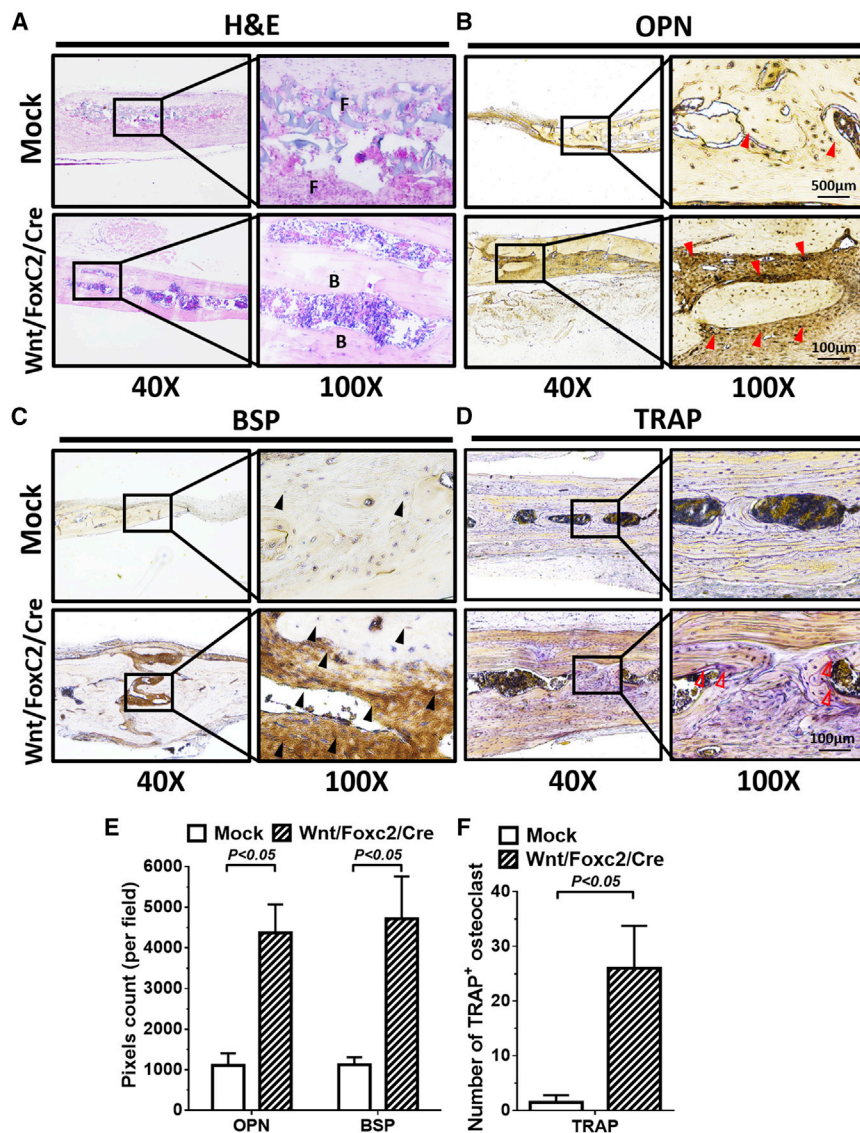 A
H&E
B
OPN
Mock
F
F
500μm
Wnt/FoxC2/Cre
B
B
100μm
40X
100X
40X
100X
C
BSP
D
TRAP
Mock
Wnt/FoxC2/Cre
100μm
40X
100X
40X
100X
E
Mock
Wnt/Foxc2/Cre
P<0.05
P<0.05
Pixels count (per field)
6000
5000
4000
3000
2000
1000
0
OPN
BSP
F
Mock
Wnt/Foxc2/Cre
P<0.05
Number of TRAP⁺ osteoclast
40
30
20
10
0
TRAP